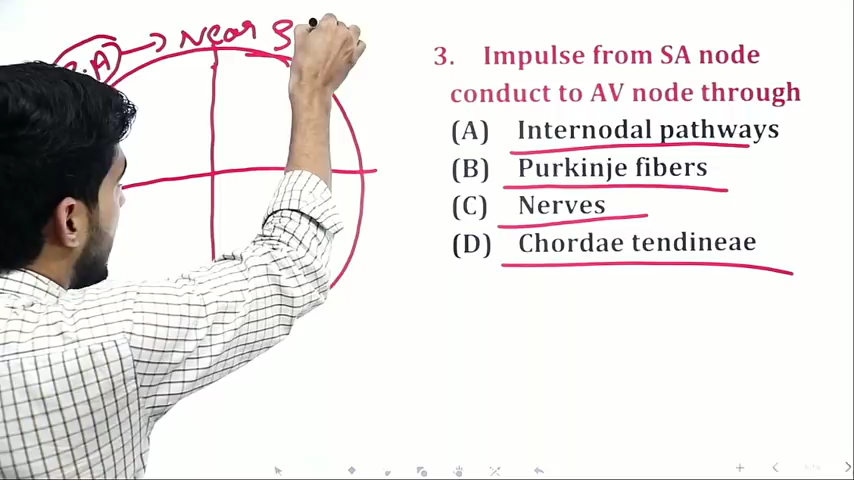 S.A → Near S
3. Impulse from SA node
conduct to AV node through
(A) Internodal pathways
(B) Purkinje fibers
(C) Nerves
(D) Chordae tendineae